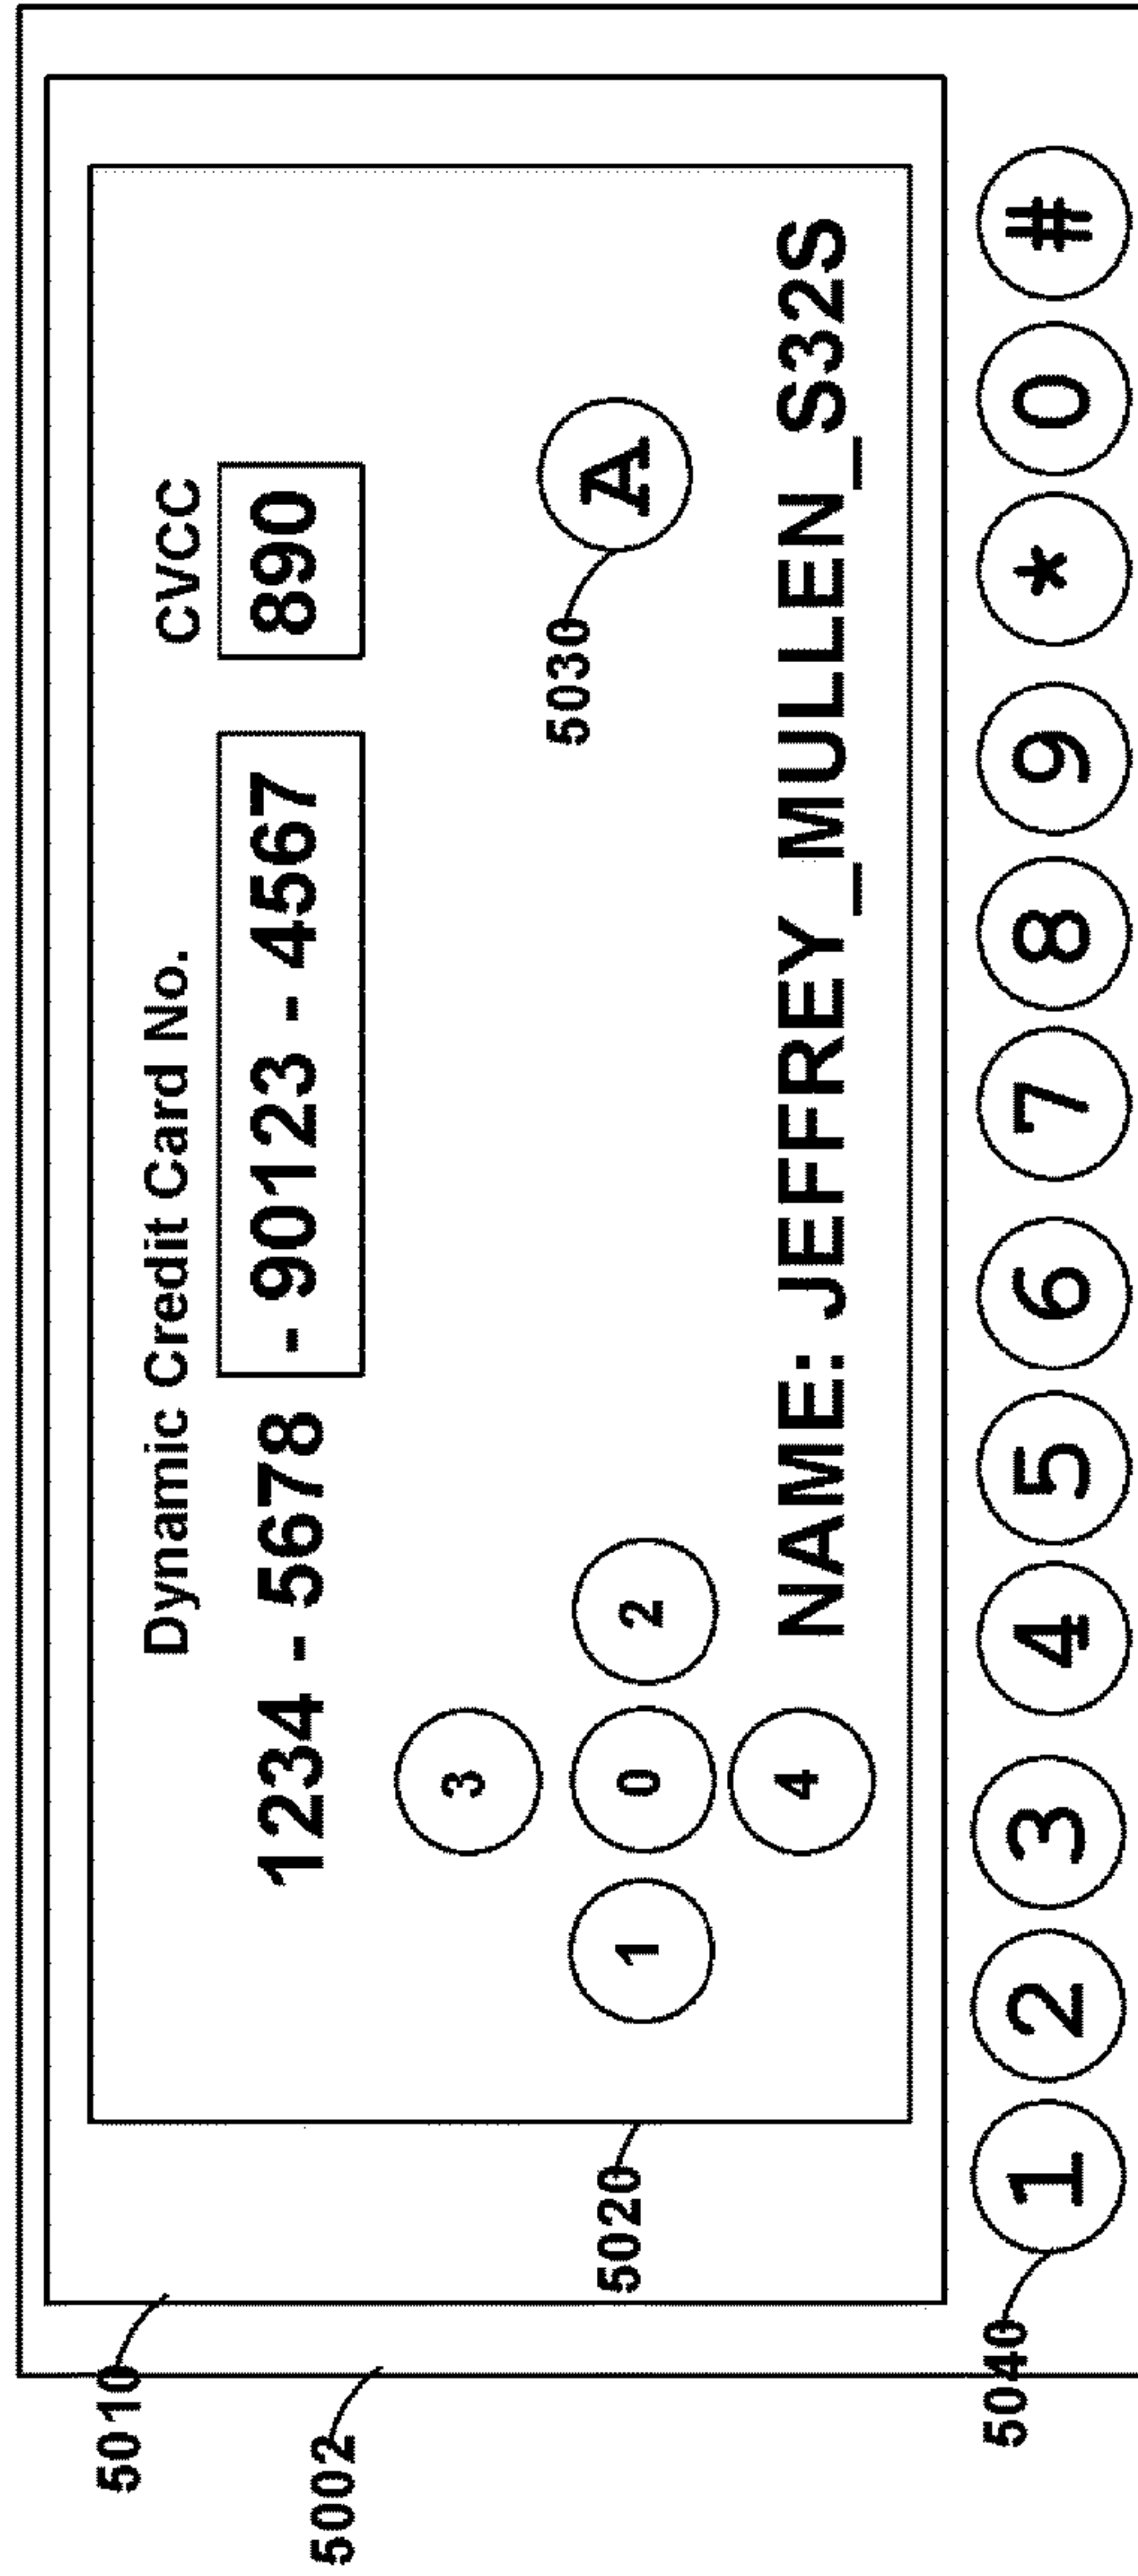 5010
5002
Dynamic Credit Card No.
CVCC
1234 - 5678 - 90123 - 4567
890
3
1
0
2
4
5020
5030
A
NAME: JEFFREY_MULLEN_S32S
5040
1 2 3 4 5 6 7 8 9 * 0 #